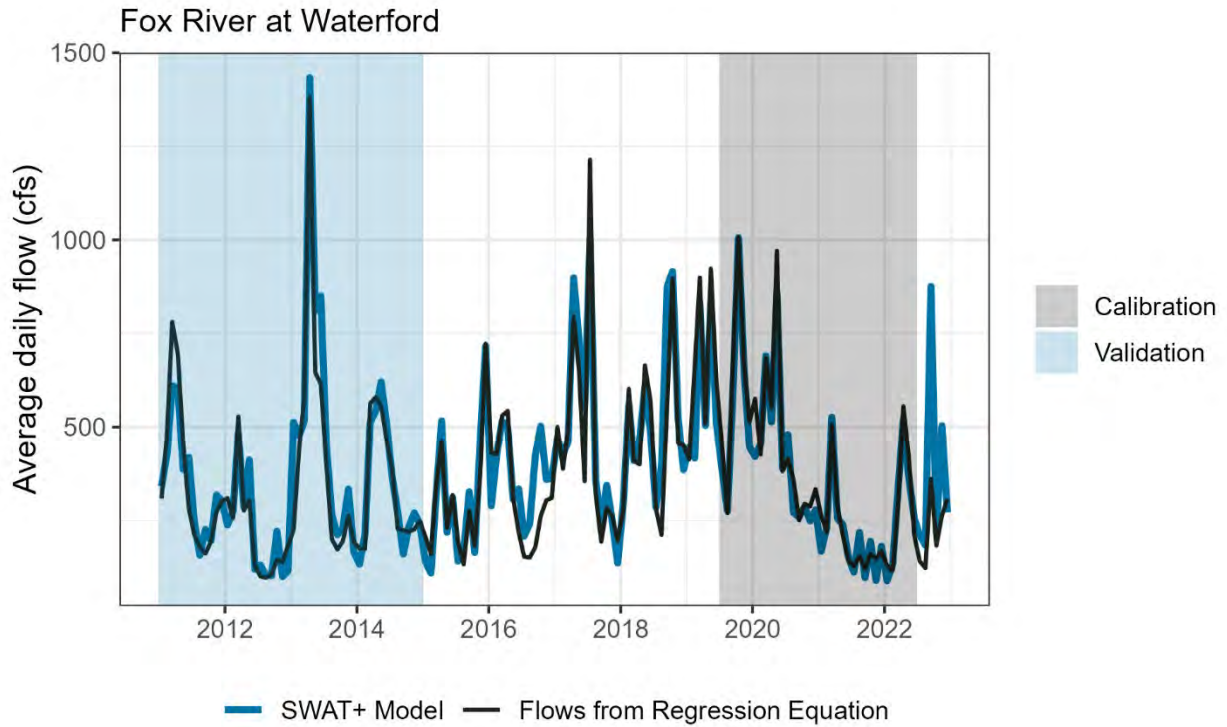 Fox River at Waterford
Average daily flow (cfs)
1500
1000
500
2012 2014 2016 2018 2020 2022
Calibration
Validation
SWAT+ Model Flows from Regression Equation